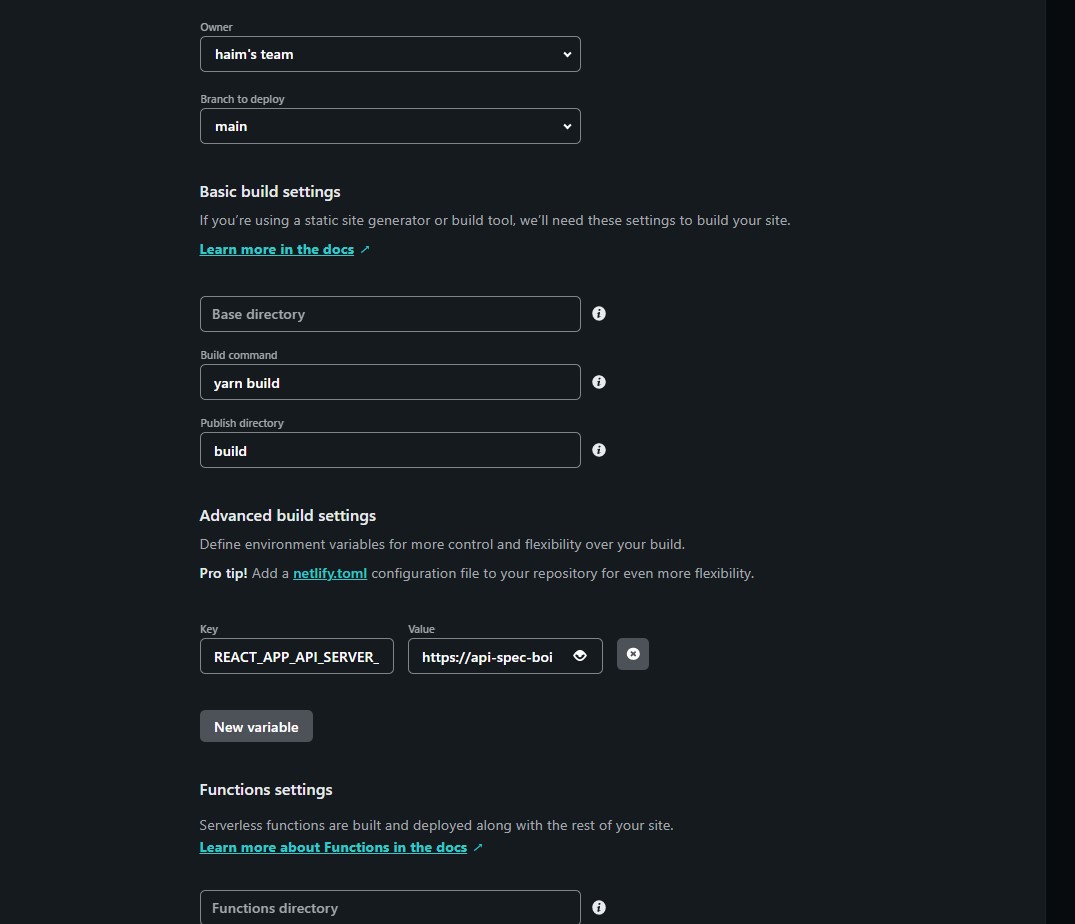 Owner
haim's team
Branch to deploy
main
Basic build settings
If you’re using a static site generator or build tool, we’ll need these settings to build your site.
Learn more in the docs ↗
Base directory
Build command
yarn build
Publish directory
build
Advanced build settings
Define environment variables for more control and flexibility over your build.
Pro tip! Add a netlify.toml configuration file to your repository for even more flexibility.
Key Value
REACT_APP_API_SERVER_ https://api-spec-boi
New variable
Functions settings
Serverless functions are built and deployed along with the rest of your site.
Learn more about Functions in the docs ↗
Functions directory